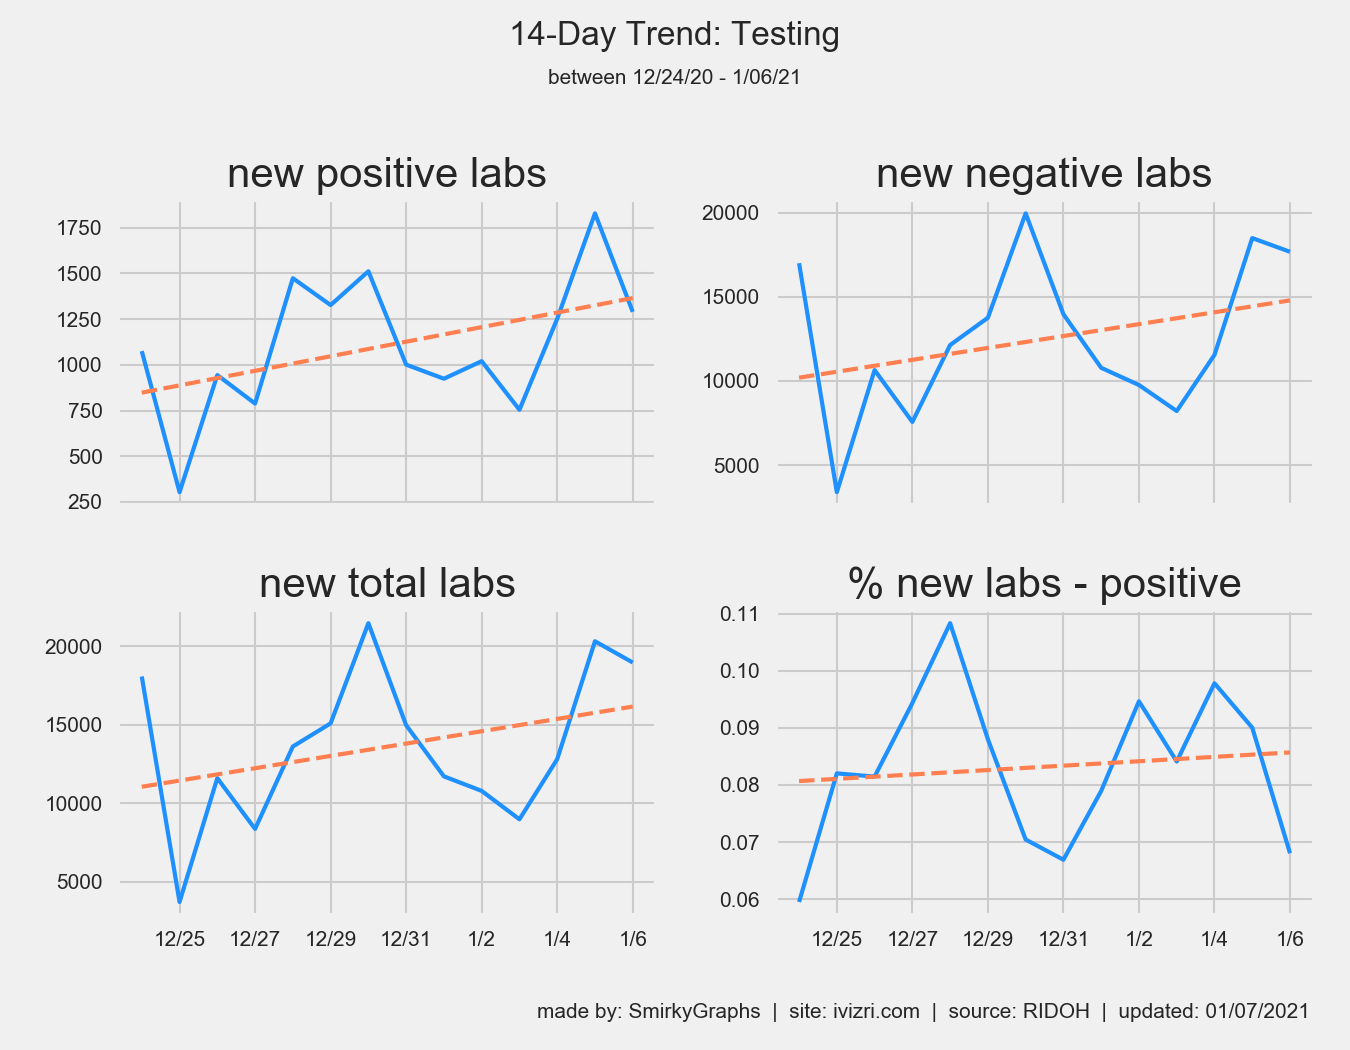 14-Day Trend: Testing
between 12/24/20 - 1/06/21
new positive labs
1750
1500
1250
1000
750
500
250
new negative labs
20000
15000
10000
5000
new total labs
20000
15000
10000
5000
12/25 12/27 12/29 12/31 1/2 1/4 1/6
% new labs - positive
0.11
0.10
0.09
0.08
0.07
0.06
12/25 12/27 12/29 12/31 1/2 1/4 1/6
made by: SmirkyGraphs | site: ivizri.com | source: RIDOH | updated: 01/07/2021